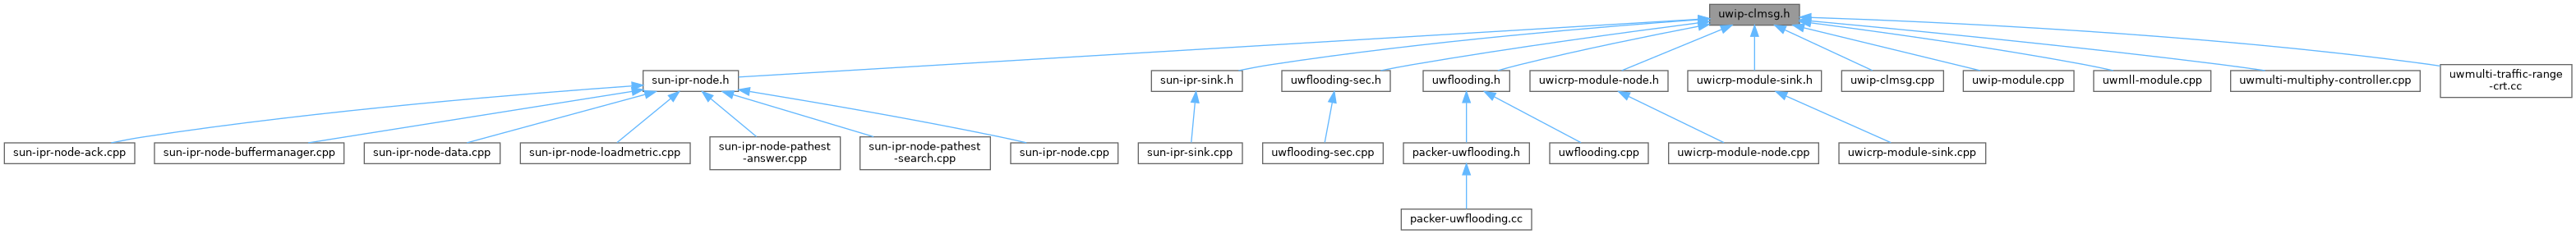 uwip-clmsg.h
sun-ipr-node.h
sun-ipr-sink.h
uwflooding-sec.h
uwflooding.h
uwicrp-module-node.h
uwicrp-module-sink.h
uwip-clmsg.cpp
uwip-module.cpp
uwmll-module.cpp
uwmulti-multiphy-controller.cpp
uwmulti-traffic-range
-crt.cc
sun-ipr-node-ack.cpp
sun-ipr-node-buffermanager.cpp
sun-ipr-node-data.cpp
sun-ipr-node-loadmetric.cpp
sun-ipr-node-pathest
-answer.cpp
sun-ipr-node-pathest
-search.cpp
sun-ipr-node.cpp
sun-ipr-sink.cpp
uwflooding-sec.cpp
packer-uwflooding.h
uwflooding.cpp
uwicrp-module-node.cpp
uwicrp-module-sink.cpp
packer-uwflooding.cc